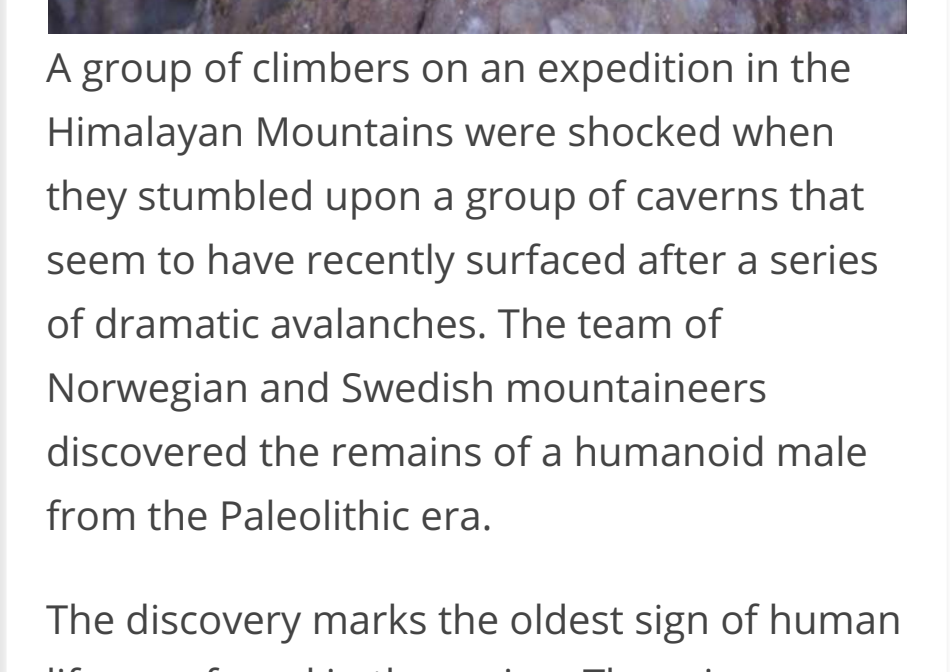 A group of climbers on an expedition in the
Himalayan Mountains were shocked when
they stumbled upon a group of caverns that
seem to have recently surfaced after a series
of dramatic avalanches. The team of
Norwegian and Swedish mountaineers
discovered the remains of a humanoid male
from the Paleolithic era.
The discovery marks the oldest sign of human